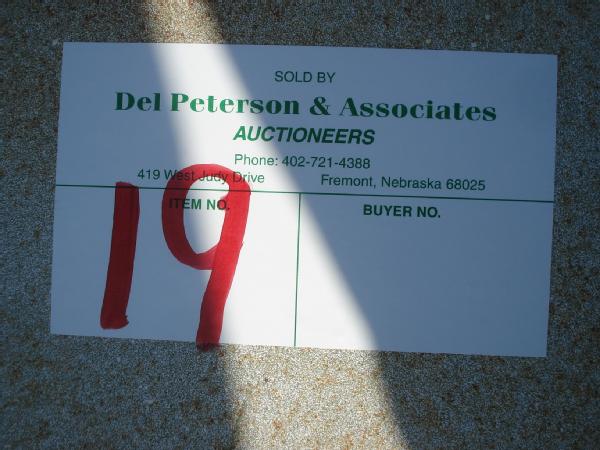 SOLD BY
Del Peterson & Associates
AUCTIONEERS
Phone: 402-721-4388
419 West Judy Drive Fremont, Nebraska 68025
ITEM NO. BUYER NO.
19